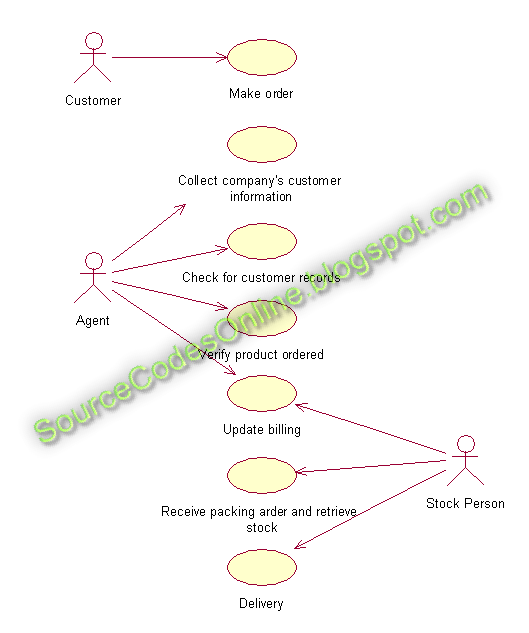 Customer
Make order
Collect company's customer
information
Check for customer records
Agent
Verify product ordered
Update billing
Receive packing arder and retrieve
stock
Stock Person
Delivery
SourceCodesOnline.blogspot.com